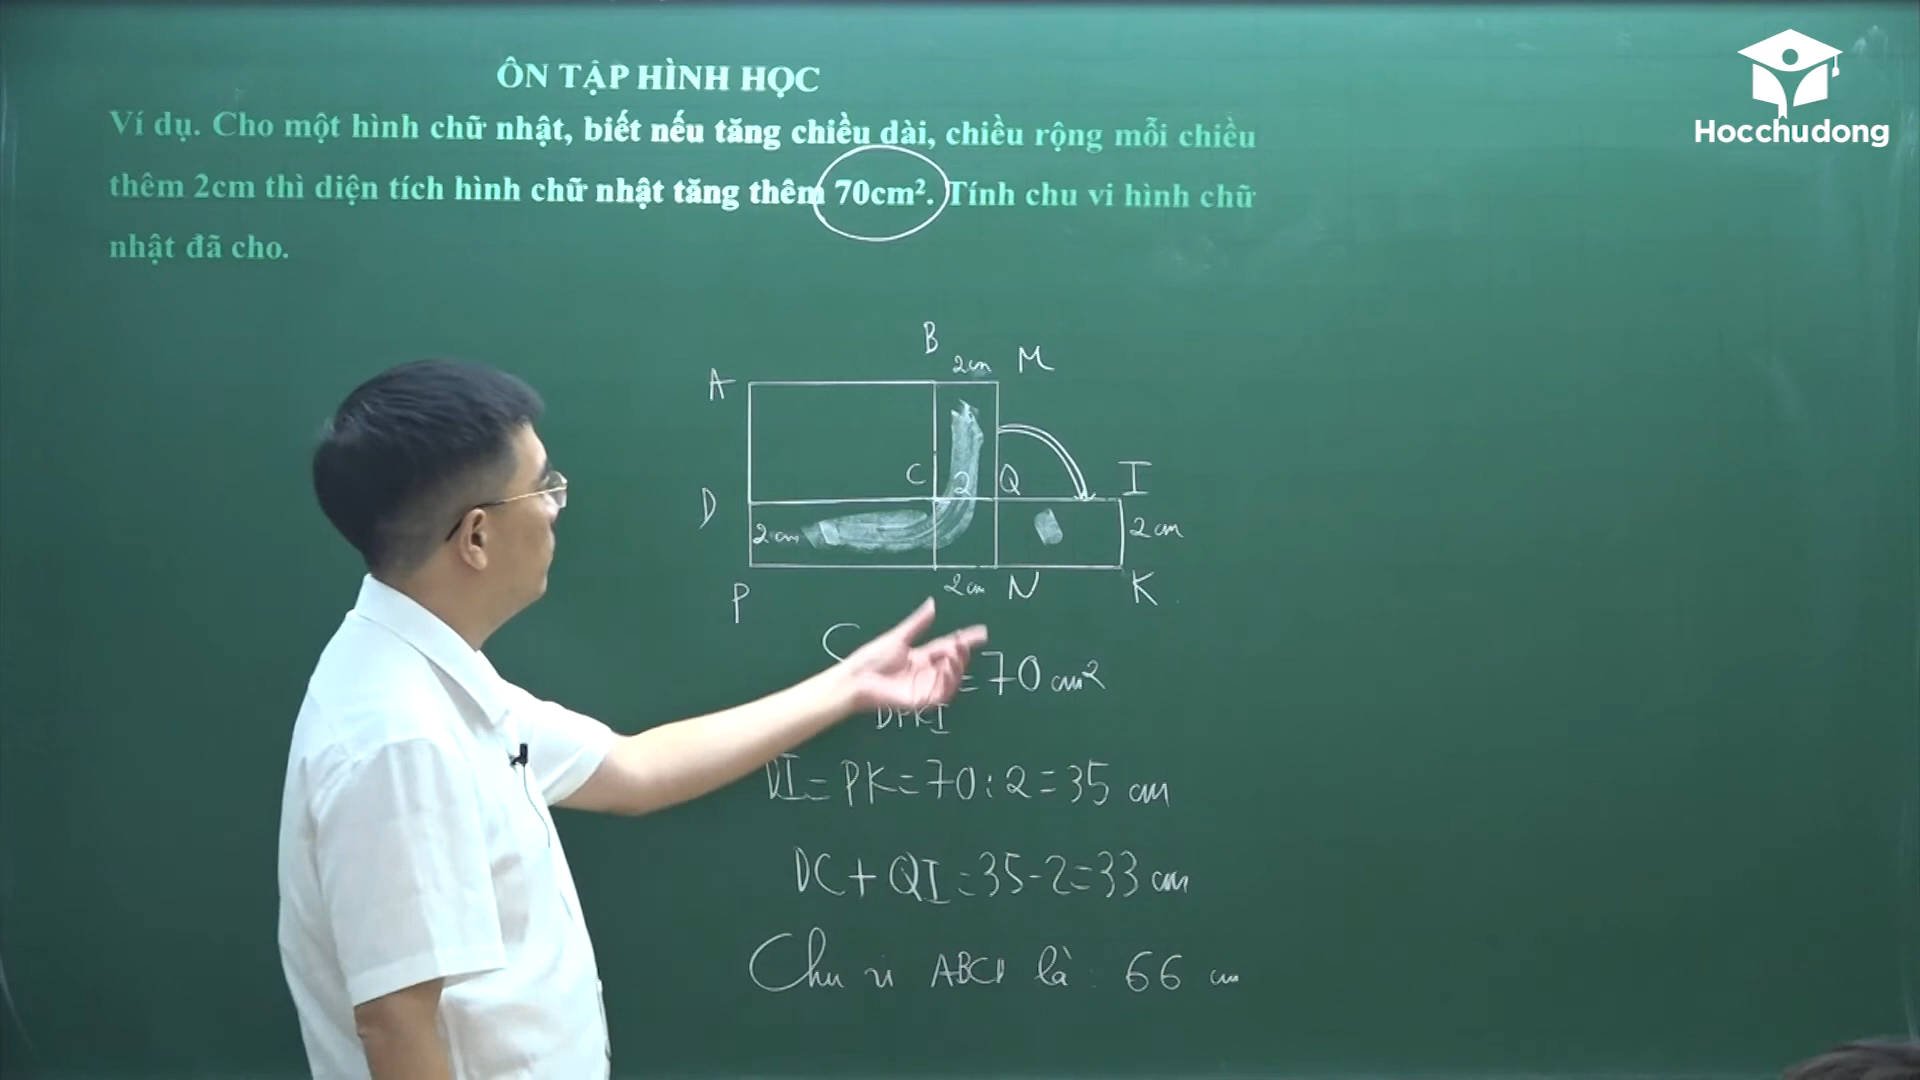 ÔN TẬP HÌNH HỌC
Hocchudong
Ví dụ. Cho một hình chữ nhật, biết nếu tăng chiều dài, chiều rộng mỗi chiều
thêm 2cm thì diện tích hình chữ nhật tăng thêm 70cm². Tính chu vi hình chữ
nhật đã cho.
B
2cm M
A
C 2 Q I
D
2cm 2cm
P 2cm N K
S
= 70 cm²
DPKI
DI = PK = 70 : 2 = 35 cm
DC + QI = 35 - 2 = 33 cm
Chu vi ABCD là : 66 cm